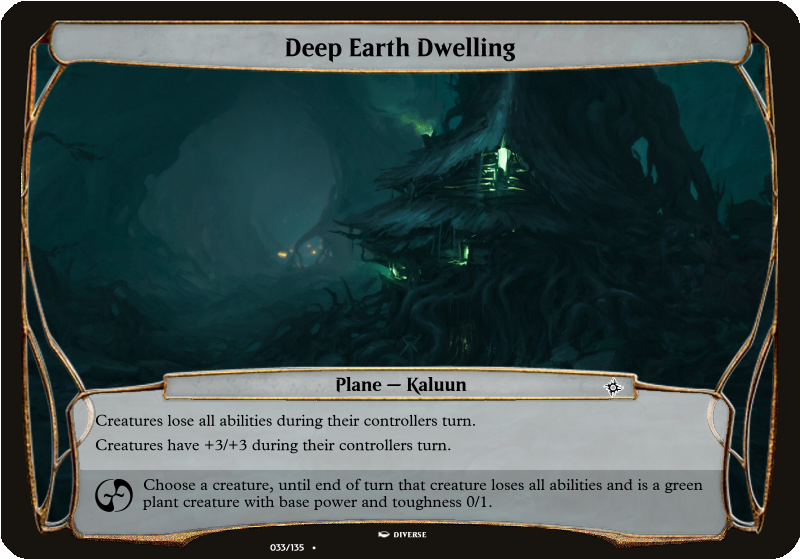 Deep Earth Dwelling
Plane — Kaluun
Creatures lose all abilities during their controllers turn.
Creatures have +3/+3 during their controllers turn.
Choose a creature, until end of turn that creature loses all abilities and is a green
plant creature with base power and toughness 0/1.
DIVERSE
033/135 •